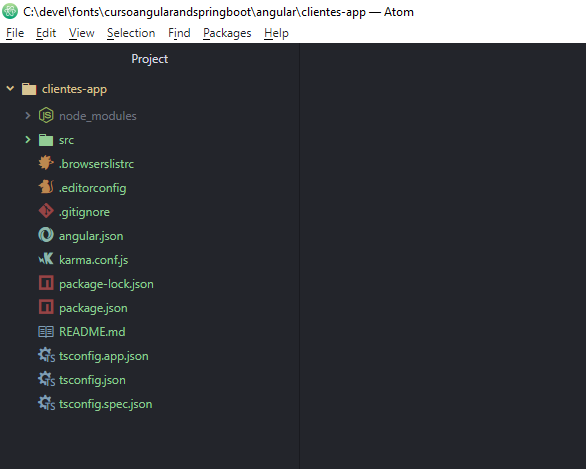 C:\devel\fonts\cursoangularandspringboot\angular\clientes-app — Atom
File Edit View Selection Find Packages Help
Project
clientes-app
node_modules
src
.browserslistrc
.editorconfig
.gitignore
angular.json
karma.conf.js
package-lock.json
package.json
README.md
tsconfig.app.json
tsconfig.json
tsconfig.spec.json